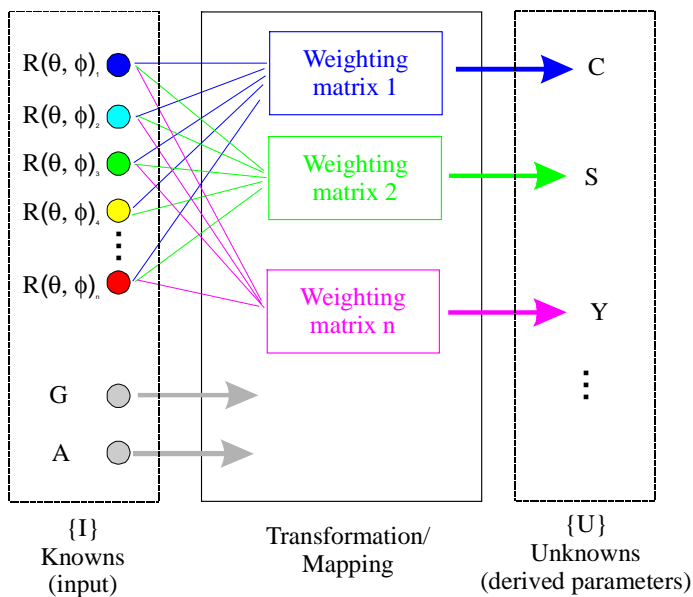 R(θ, ϕ)₁
R(θ, ϕ)₂
R(θ, ϕ)₃
R(θ, ϕ)₄
R(θ, ϕ)ₙ
G
A
{I}
Knowns
(input)
Weighting
matrix 1
Weighting
matrix 2
Weighting
matrix n
Transformation/
Mapping
C
S
Y
{U}
Unknowns
(derived parameters)